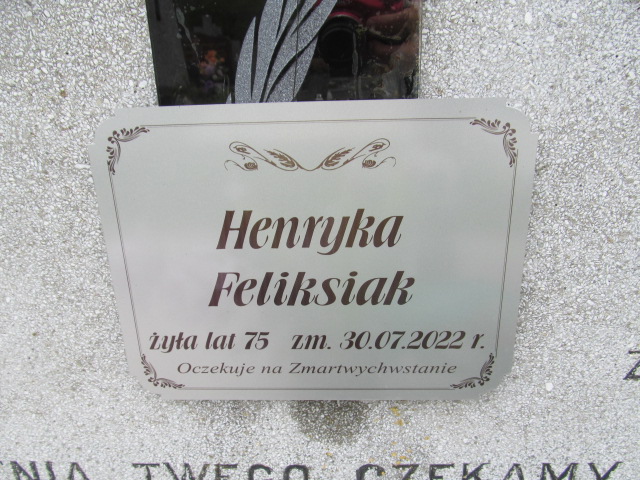 Henryka
Feliksiak
żyła lat 75 zm. 30.07.2022 r.
Oczekuje na Zmartwychwstanie
TWEGO CZEKAMY